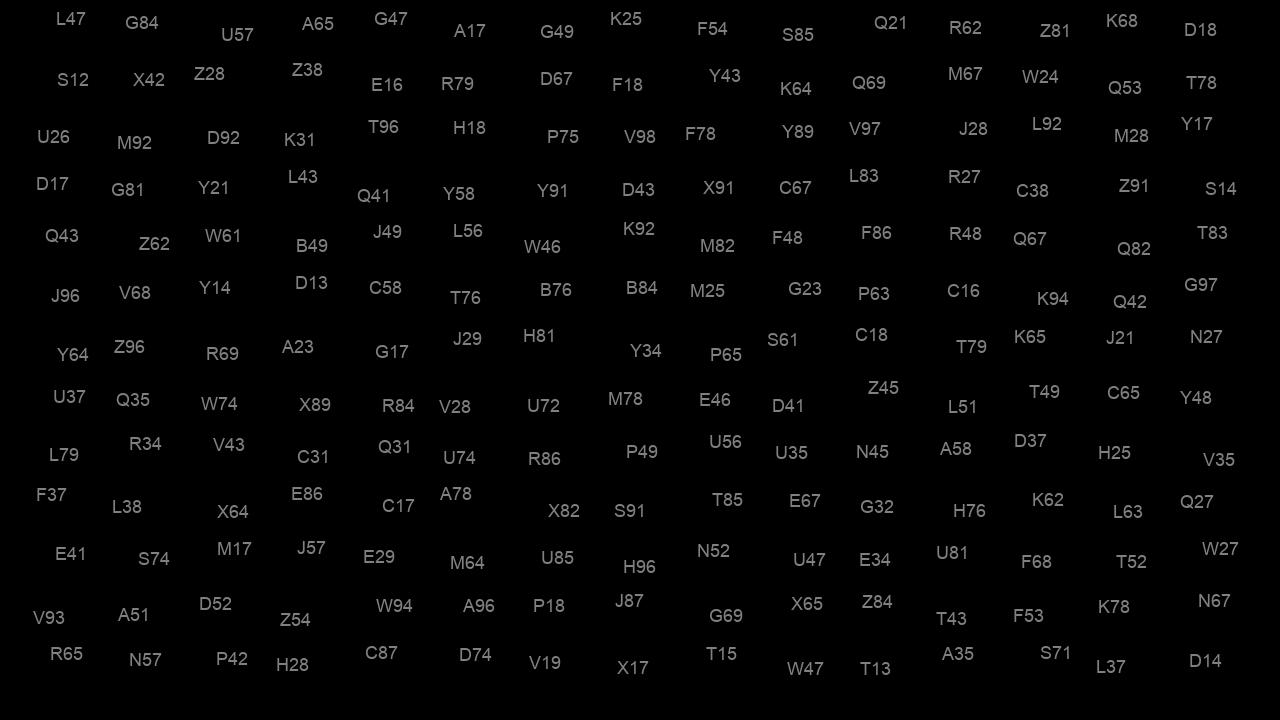 L47 G84 U57 A65 G47 A17 G49 K25 F54 S85 Q21 R62 Z81 K68 D18
S12 X42 Z28 Z38 E16 R79 D67 F18 Y43 K64 Q69 M67 W24 Q53 T78
U26 M92 D92 K31 T96 H18 P75 V98 F78 Y89 V97 J28 L92 M28 Y17
D17 G81 Y21 L43 Q41 Y58 Y91 D43 X91 C67 L83 R27 C38 Z91 S14
Q43 Z62 W61 B49 J49 L56 W46 K92 M82 F48 F86 R48 Q67 Q82 T83
J96 V68 Y14 D13 C58 T76 B76 B84 M25 G23 P63 C16 K94 Q42 G97
Y64 Z96 R69 A23 G17 J29 H81 Y34 P65 S61 C18 T79 K65 J21 N27
U37 Q35 W74 X89 R84 V28 U72 M78 E46 D41 Z45 L51 T49 C65 Y48
L79 R34 V43 C31 Q31 U74 R86 P49 U56 U35 N45 A58 D37 H25 V35
F37 L38 X64 E86 C17 A78 X82 S91 T85 E67 G32 H76 K62 L63 Q27
E41 S74 M17 J57 E29 M64 U85 H96 N52 U47 E34 U81 F68 T52 W27
V93 A51 D52 Z54 W94 A96 P18 J87 G69 X65 Z84 T43 F53 K78 N67
R65 N57 P42 H28 C87 D74 V19 X17 T15 W47 T13 A35 S71 L37 D14